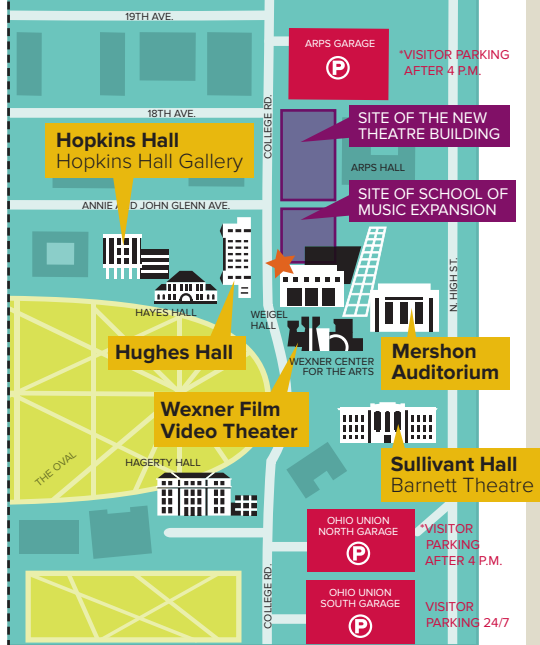 19TH AVE.
ARPS GARAGE
P
*VISITOR PARKING
AFTER 4 P.M.
COLLEGE RD.
18TH AVE.
SITE OF THE NEW
THEATRE BUILDING
Hopkins Hall
Hopkins Hall Gallery
ARPS HALL
SITE OF SCHOOL OF
MUSIC EXPANSION
ANNIE AND JOHN GLENN AVE.
N. HIGH ST.
HAYES HALL
WEIGEL
HALL
Hughes Hall
WEXNER CENTER
FOR THE ARTS
Mershon
Auditorium
Wexner Film
Video Theater
THE OVAL
HAGERTY HALL
Sullivant Hall
Barnett Theatre
OHIO UNION
NORTH GARAGE
P
*VISITOR
PARKING
AFTER 4 P.M.
COLLEGE RD.
OHIO UNION
SOUTH GARAGE
P
VISITOR
PARKING 24/7